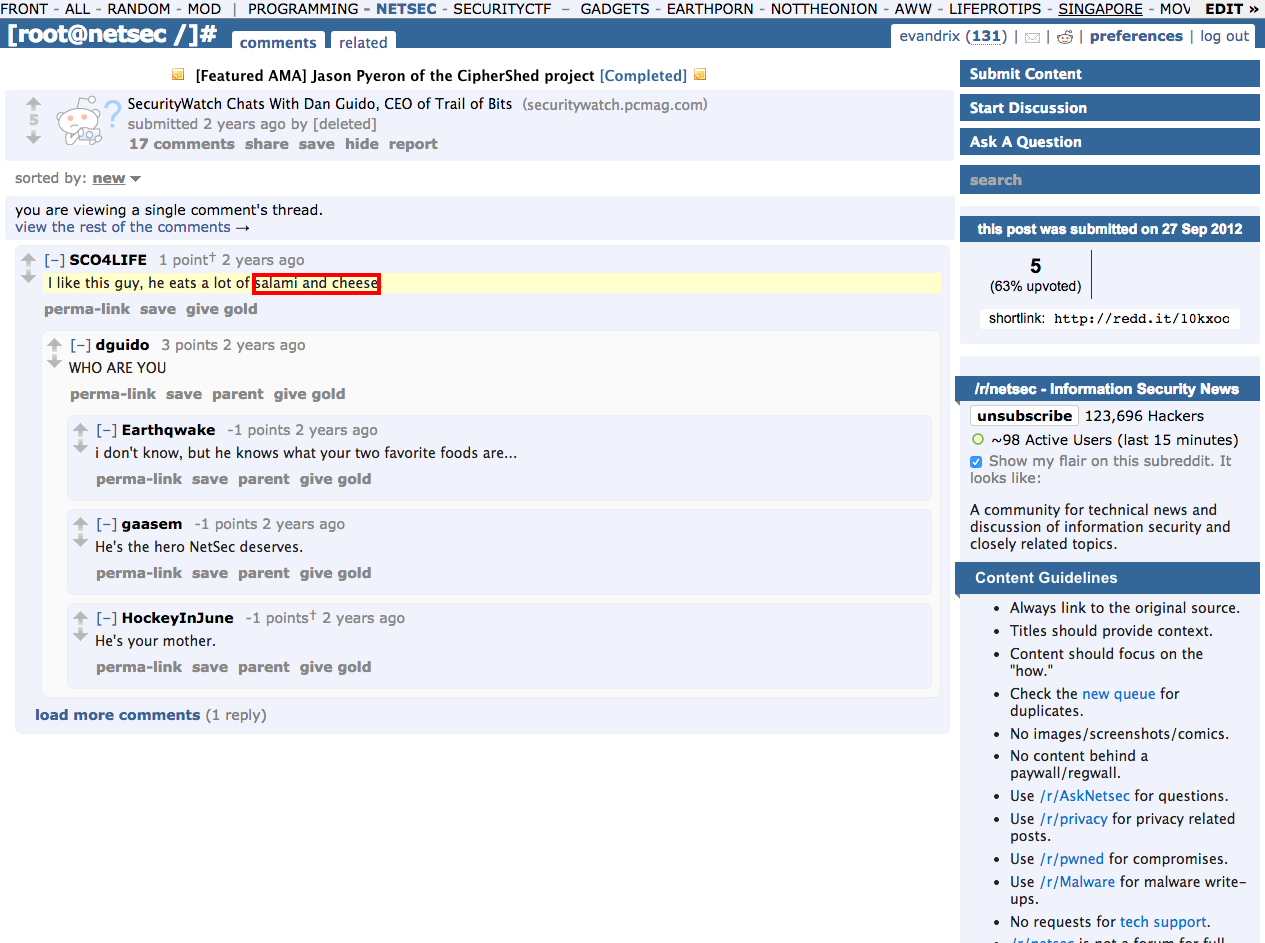 FRONT - ALL - RANDOM - MOD | PROGRAMMING - NETSEC - SECURITYCTF - GADGETS - EARTHPORN - NOTTHEONION - AWW - LIFEPROTIPS - SINGAPORE - MOV EDIT »
[root@netsec /]# comments related
evandrix (131) | | | preferences | log out
[Featured AMA] Jason Pyeron of the CipherShed project [Completed]
5
SecurityWatch Chats With Dan Guido, CEO of Trail of Bits (securitywatch.pcmag.com)
submitted 2 years ago by [deleted]
17 comments share save hide report
sorted by: new
you are viewing a single comment's thread.
view the rest of the comments →
[–] SCO4LIFE 1 point† 2 years ago
I like this guy, he eats a lot of salami and cheese
perma-link save give gold
[–] dguido 3 points 2 years ago
WHO ARE YOU
perma-link save parent give gold
[–] Earthqwake -1 points 2 years ago
i don't know, but he knows what your two favorite foods are...
perma-link save parent give gold
[–] gaasem -1 points 2 years ago
He's the hero NetSec deserves.
perma-link save parent give gold
[–] HockeyInJune -1 points† 2 years ago
He's your mother.
perma-link save parent give gold
load more comments (1 reply)
Submit Content
Start Discussion
Ask A Question
search
this post was submitted on 27 Sep 2012
5
(63% upvoted)
shortlink: http://redd.it/10kxoc
/r/netsec - Information Security News
unsubscribe 123,696 Hackers
~98 Active Users (last 15 minutes)
Show my flair on this subreddit. It
looks like:
A community for technical news and
discussion of information security and
closely related topics.
Content Guidelines
• Always link to the original source.
• Titles should provide context.
• Content should focus on the
"how."
• Check the new queue for
duplicates.
• No images/screenshots/comics.
• No content behind a
paywall/regwall.
• Use /r/AskNetsec for questions.
• Use /r/privacy for privacy related
posts.
• Use /r/pwned for compromises.
• Use /r/Malware for malware write-
ups.
• No requests for tech support.
• /r/netsec is not a forum for full